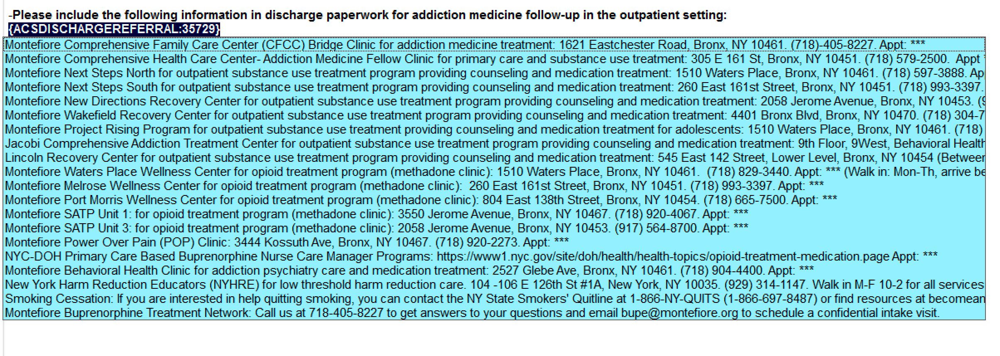 -Please include the following information in discharge paperwork for addiction medicine follow-up in the outpatient setting:
{ACSDISCHARGEREFERRAL:35729}
Montefiore Comprehensive Family Care Center (CFCC) Bridge Clinic for addiction medicine treatment: 1621 Eastchester Road, Bronx, NY 10461. (718)-405-8227. Appt: ***
Montefiore Comprehensive Health Care Center- Addiction Medicine Fellow Clinic for primary care and substance use treatment: 305 E 161 St, Bronx, NY 10451. (718) 579-2500.  Appt
Montefiore Next Steps North for outpatient substance use treatment program providing counseling and medication treatment: 1510 Waters Place, Bronx, NY 10461. (718) 597-3888.
Montefiore Next Steps South for outpatient substance use treatment program providing counseling and medication treatment: 260 East 161st Street, Bronx, NY 10451. (718) 993-3397.
Montefiore New Directions Recovery Center for outpatient substance use treatment program providing counseling and medication treatment: 2058 Jerome Avenue, Bronx, NY 10453.
Montefiore Wakefield Recovery Center for outpatient substance use treatment program providing counseling and medication treatment: 4401 Bronx Blvd, Bronx, NY 10470. (718) 304-7
Montefiore Project Rising Program for outpatient substance use treatment providing counseling and medication treatment for adolescents: 1510 Waters Place, Bronx, NY 10461. (718)
Jacobi Comprehensive Addiction Treatment Center for outpatient substance use treatment program providing counseling and medication treatment: 9th Floor, 9West, Behavioral Health
Lincoln Recovery Center for outpatient substance use treatment program providing counseling and medication treatment: 545 East 142 Street, Lower Level, Bronx, NY 10454 (Between
Montefiore Waters Place Wellness Center for opioid treatment program (methadone clinic): 1510 Waters Place, Bronx, NY 10461.  (718) 829-3440. Appt: *** (Walk in: Mon-Th, arrive be
Montefiore Melrose Wellness Center for opioid treatment program (methadone clinic):  260 East 161st Street, Bronx, NY 10451. (718) 993-3397. Appt: ***
Montefiore Port Morris Wellness Center for opioid treatment program (methadone clinic): 804 East 138th Street, Bronx, NY 10454. (718) 665-7500. Appt: ***
Montefiore SATP Unit 1: for opioid treatment program (methadone clinic): 3550 Jerome Avenue, Bronx, NY 10467. (718) 920-4067. Appt: ***
Montefiore SATP Unit 3: for opioid treatment program (methadone clinic): 2058 Jerome Avenue, Bronx, NY 10453. (917) 564-8700. Appt: ***
Montefiore Power Over Pain (POP) Clinic: 3444 Kossuth Ave, Bronx, NY 10467. (718) 920-2273. Appt: ***
NYC-DOH Primary Care Based Buprenorphine Nurse Care Manager Programs: https://www1.nyc.gov/site/doh/health/health-topics/opioid-treatment-medication.page Appt: ***
Montefiore Behavioral Health Clinic for addiction psychiatry care and medication treatment: 2527 Glebe Ave, Bronx, NY 10461. (718) 904-4400. Appt: ***
New York Harm Reduction Educators (NYHRE) for low threshold harm reduction care. 104 -106 E 126th St #1A, New York, NY 10035. (929) 314-1147. Walk in M-F 10-2 for all services
Smoking Cessation: If you are interested in help quitting smoking, you can contact the NY State Smokers' Quitline at 1-866-NY-QUITS (1-866-697-8487) or find resources at becomean
Montefiore Buprenorphine Treatment Network: Call us at 718-405-8227 to get answers to your questions and email bupe@montefiore.org to schedule a confidential intake visit.